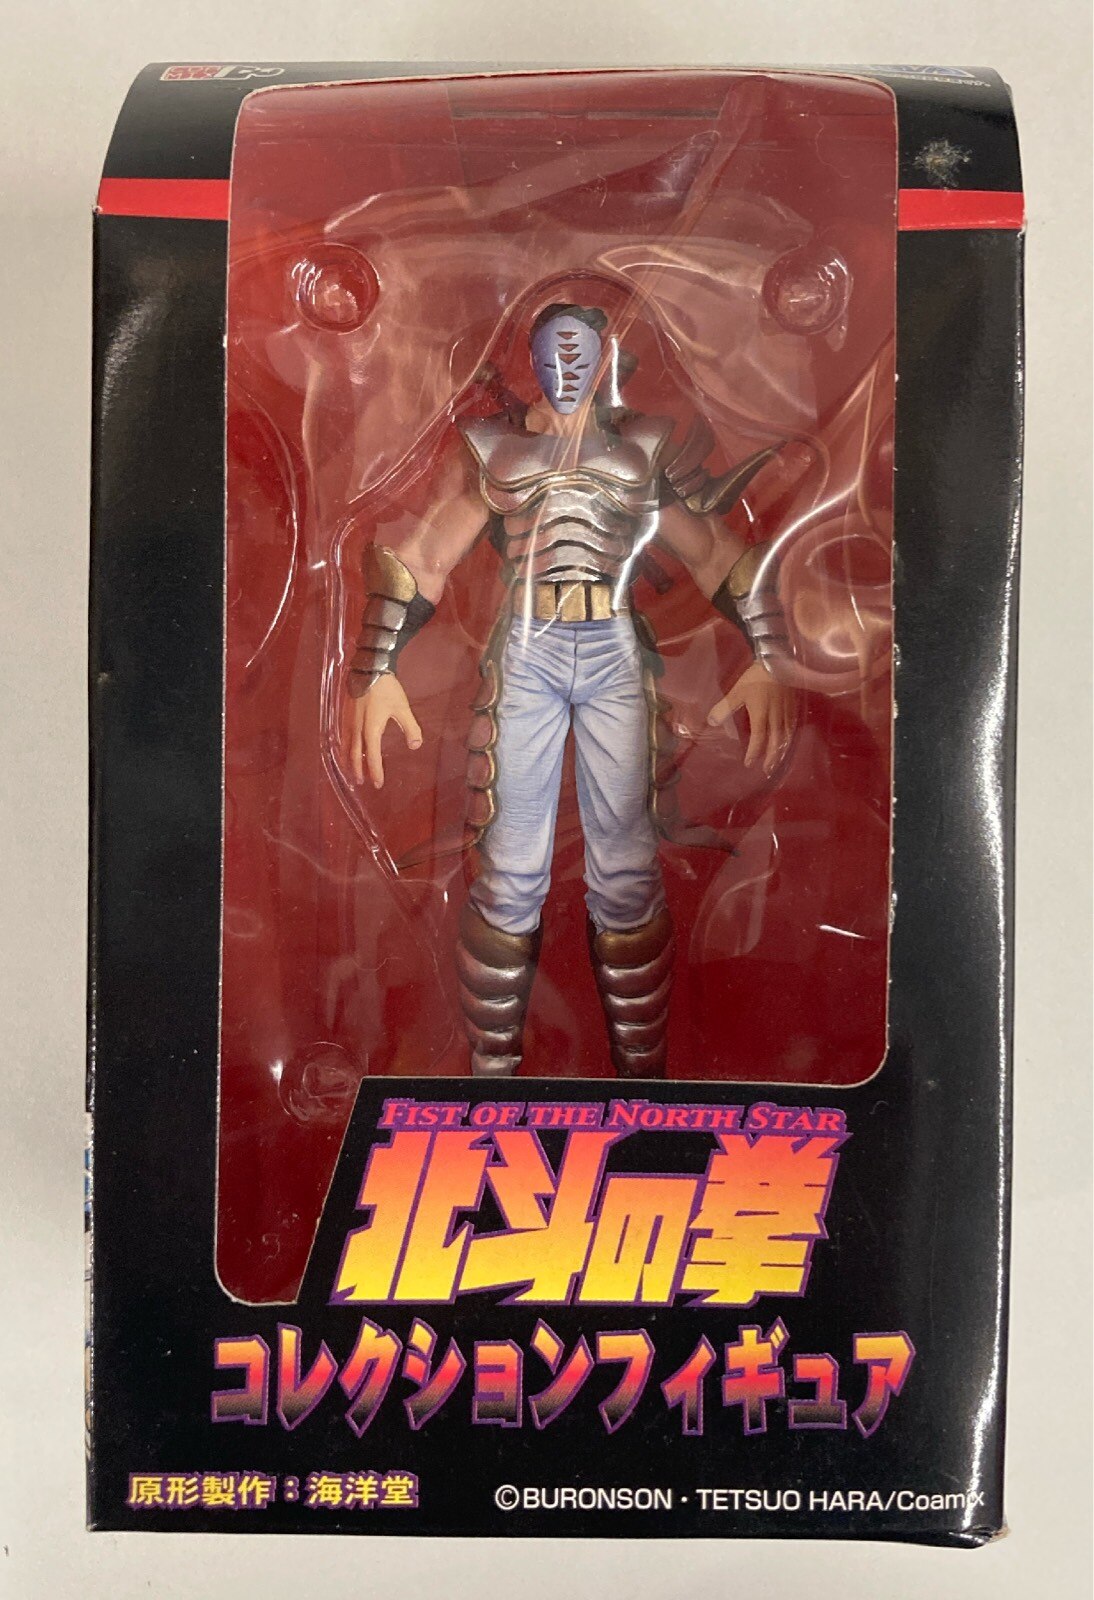 FIST OF THE NORTH STAR
北斗の拳
コレクションフィギュア
原形製作：海洋堂
©BURONSON・TETSUO HARA/Coamix